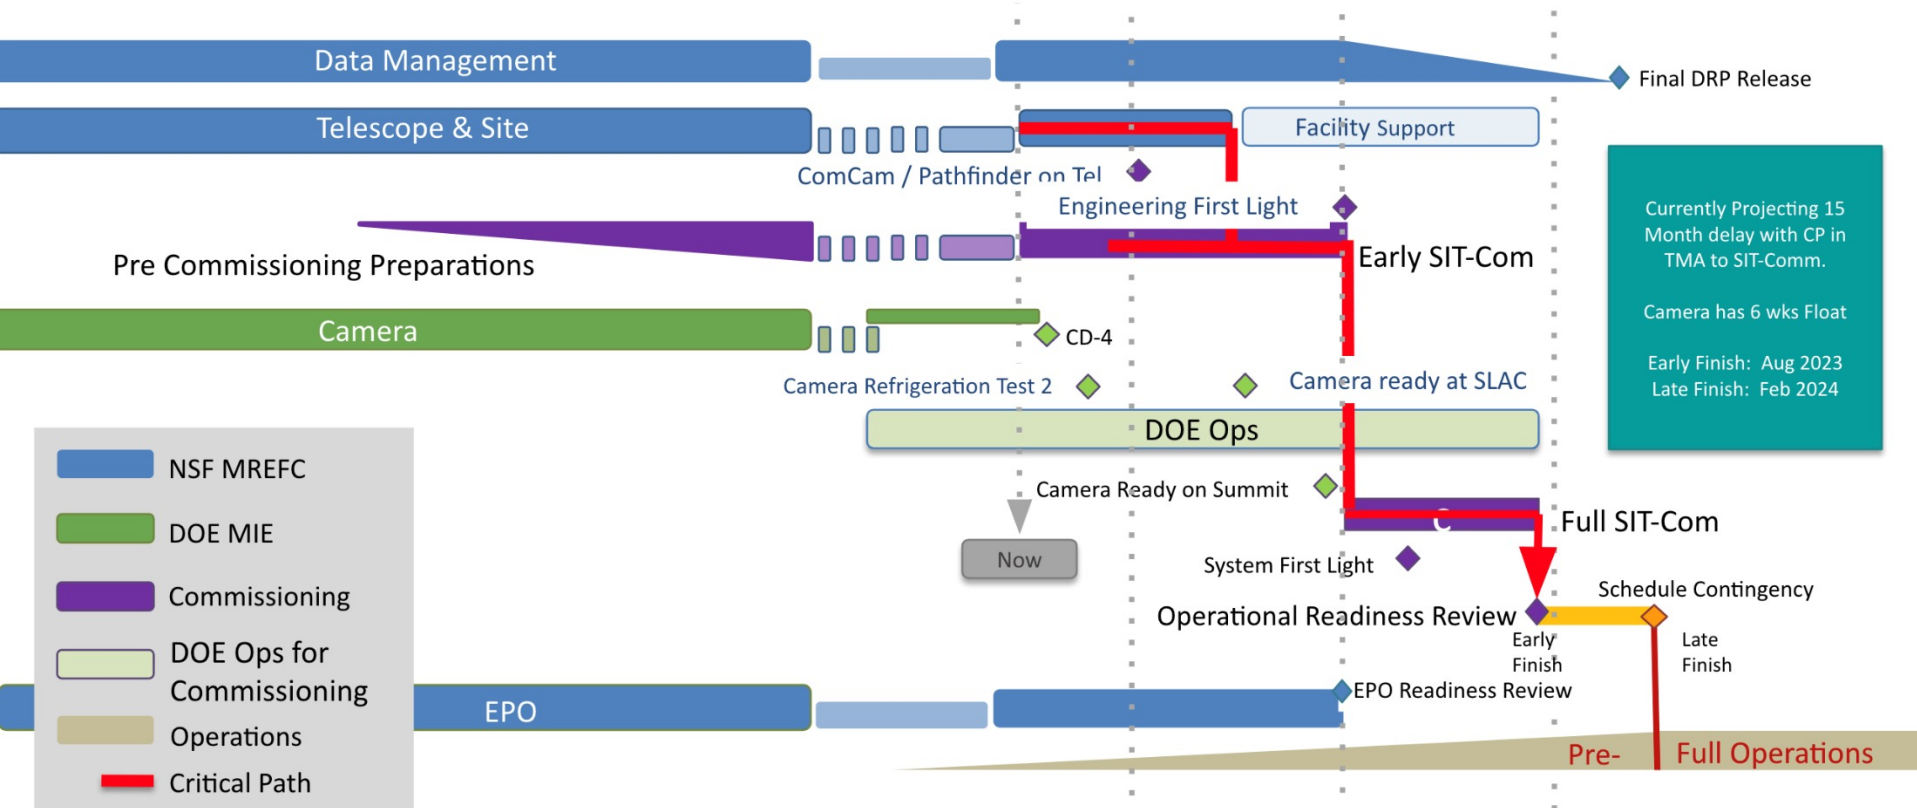 Data Management
Final DRP Release
Telescope & Site
Facility Support
ComCam / Pathfinder on Tel
Engineering First Light
Currently Projecting 15
Month delay with CP in
TMA to SIT-Comm.
Camera has 6 wks Float
Early Finish: Aug 2023
Late Finish: Feb 2024
Pre Commissioning Preparations
Early SIT-Com
Camera
CD-4
Camera Refrigeration Test 2
Camera ready at SLAC
DOE Ops
Camera Ready on Summit
C
Full SIT-Com
Now
System First Light
Schedule Contingency
Operational Readiness Review
Early
Finish
Late
Finish
EPO Readiness Review
EPO
Pre-
Full Operations
NSF MREFC
DOE MIE
Commissioning
DOE Ops for
Commissioning
Operations
Critical Path